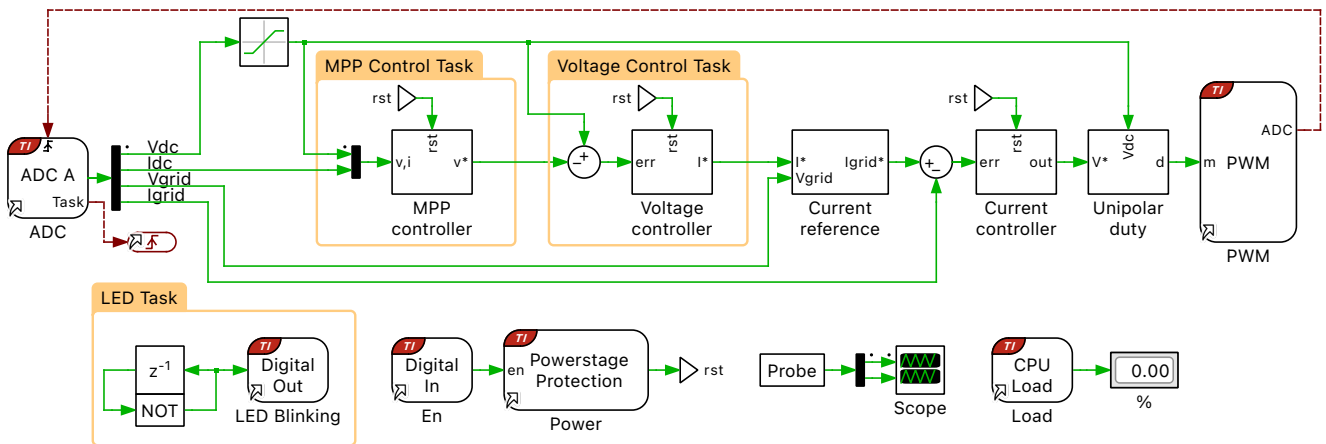 MPP Control Task
Voltage Control Task
rst
rst
rst
TI
TI
ADC A
Task
ADC
Vdc
Idc
Vgrid
Igrid
v,i
rst
v*
MPP
controller
−
+
err
rst
I*
Voltage
controller
I*
Vgrid
Igrid*
Current
reference
+
−
err
rst
out
Current
controller
V*
Vdc
d
Unipolar
duty
m
PWM
ADC
PWM
LED Task
z-1
NOT
TI
Digital
Out
LED Blinking
TI
Digital
In
En
TI
en
Powerstage
Protection
Power
rst
Probe
Scope
TI
CPU
Load
Load
0.00
%